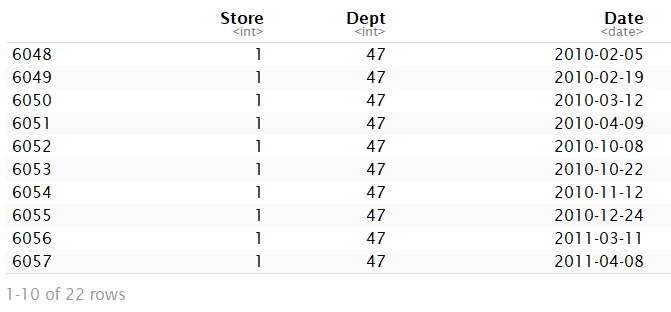 Store Dept Date
<int> <int> <date>
6048 1 47 2010-02-05
6049 1 47 2010-02-19
6050 1 47 2010-03-12
6051 1 47 2010-04-09
6052 1 47 2010-10-08
6053 1 47 2010-10-22
6054 1 47 2010-11-12
6055 1 47 2010-12-24
6056 1 47 2011-03-11
6057 1 47 2011-04-08
1-10 of 22 rows